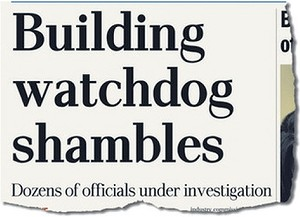 Building
watchdog
shambles
Dozens of officials under investigation